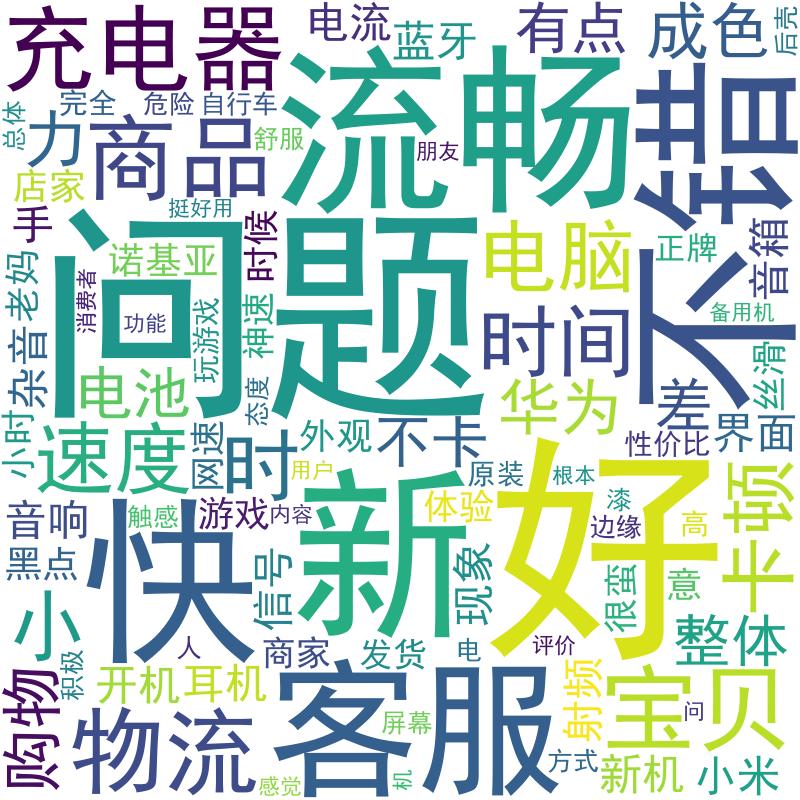 充电器
电流
蓝牙
有点
成色
后壳
总体
完全
危险
自行车
流畅
不错
力
商品
舒服
朋友
店家
手
挺好用
时候
诺基亚
问题
电脑
正牌
音箱
老妈
消费者
功能
玩游戏
神速
时间
备用机
杂音
电池
态度
华为
差
丝滑
小时
速度
网速
时
外观
不卡
性价比
界面
用户
原装
根本
卡顿
音响
触感
游戏
内容
新
体验
好
漆
边缘
高
黑点
快
信号
现象
很蛮
意
小
人
商家
发货
电
评价
整体
购物
积极
开机
耳机
客服
屏幕
射频
宝贝
问
物流
感觉
机
方式
新机
小米